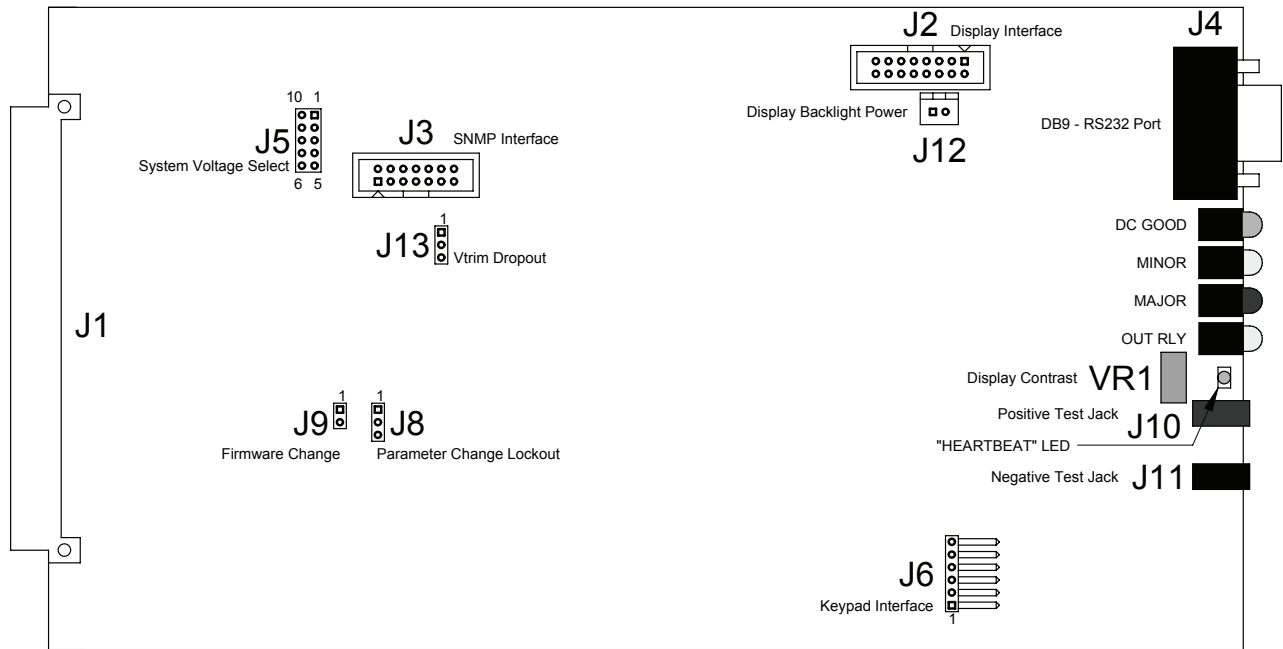 J2 Display Interface
J4
Display Backlight Power
J12
DB9 - RS232 Port
10 1
J5
System Voltage Select
6 5
J3 SNMP Interface
1
J13 Vtrim Dropout
DC GOOD
MINOR
MAJOR
OUT RLY
J1
Display Contrast VR1
Positive Test Jack J10
"HEARTBEAT" LED
Negative Test Jack J11
1
J9
Firmware Change
1
J8
Parameter Change Lockout
J6
Keypad Interface
1